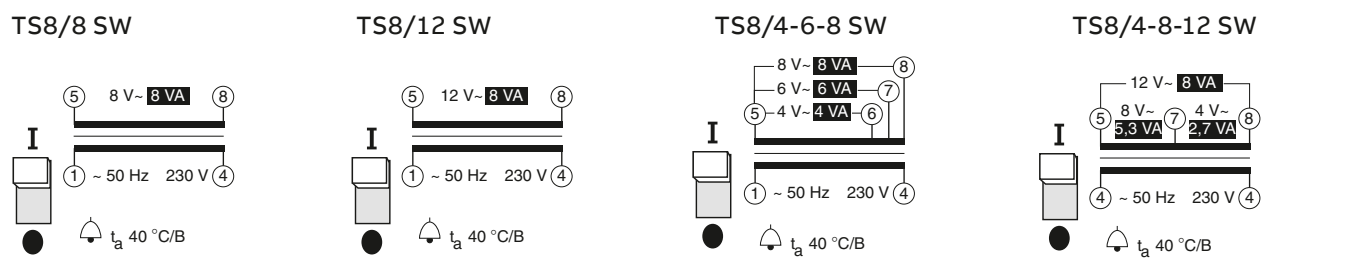 TS8/8 SW
5 8 V~ 8 VA 8
I
1 ~ 50 Hz 230 V 4
ta 40 °C/B
TS8/12 SW
5 12 V~ 8 VA 8
I
1 ~ 50 Hz 230 V 4
ta 40 °C/B
TS8/4-6-8 SW
8 V~ 8 VA 8
6 V~ 6 VA 7
5 4 V~ 4 VA 6
I
1 ~ 50 Hz 230 V 4
ta 40 °C/B
TS8/4-8-12 SW
12 V~ 8 VA
5 8 V~ 7 4 V~ 8
5,3 VA 2,7 VA
I
4 ~ 50 Hz 230 V 4
ta 40 °C/B